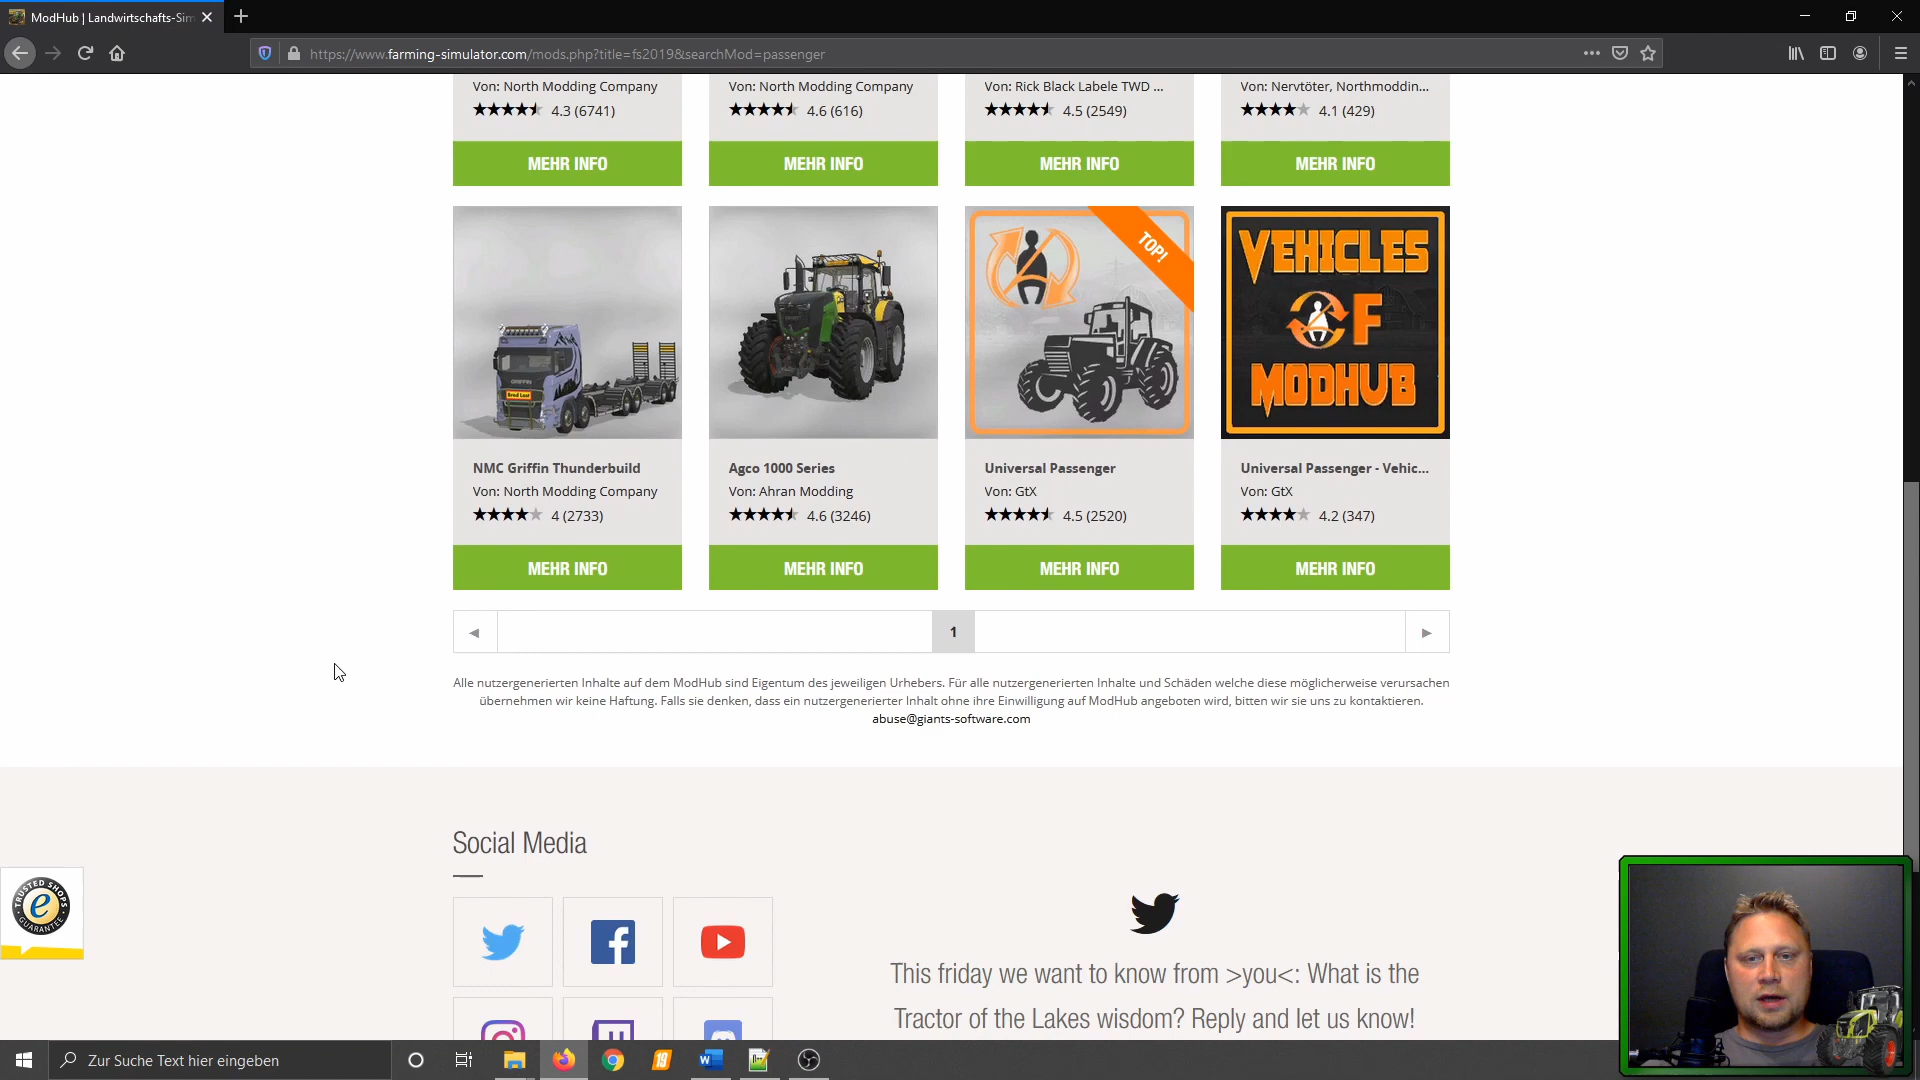 ModHub | Landwirtschafts-Sim
https://www.farming-simulator.com/mods.php?title=fs2019&searchMod=passenger
Von: North Modding Company
4.3 (6741)
MEHR INFO
Von: North Modding Company
4.6 (616)
MEHR INFO
Von: Rick Black Labele TWD ...
4.5 (2549)
MEHR INFO
Von: Nervtöter, Northmoddin...
4.1 (429)
MEHR INFO
NMC Griffin Thunderbuild
Von: North Modding Company
4 (2733)
MEHR INFO
Agco 1000 Series
Von: Ahran Modding
4.6 (3246)
MEHR INFO
TOP!
Universal Passenger
Von: GtX
4.5 (2520)
MEHR INFO
VEHICLES
OF
MODHUB
Universal Passenger - Vehic...
Von: GtX
4.2 (347)
MEHR INFO
1
Alle nutzergenerierten Inhalte auf dem ModHub sind Eigentum des jeweiligen Urhebers. Für alle nutzergenerierten Inhalte und Schäden welche diese möglicherweise verursachen
übernehmen wir keine Haftung. Falls sie denken, dass ein nutzergenerierter Inhalt ohne ihre Einwilligung auf ModHub angeboten wird, bitten wir sie uns zu kontaktieren.
abuse@giants-software.com
Social Media
TRUSTED SHOPS
GUARANTEE
This friday we want to know from >you<: What is the
Tractor of the Lakes wisdom? Reply and let us know!
Zur Suche Text hier eingeben
19